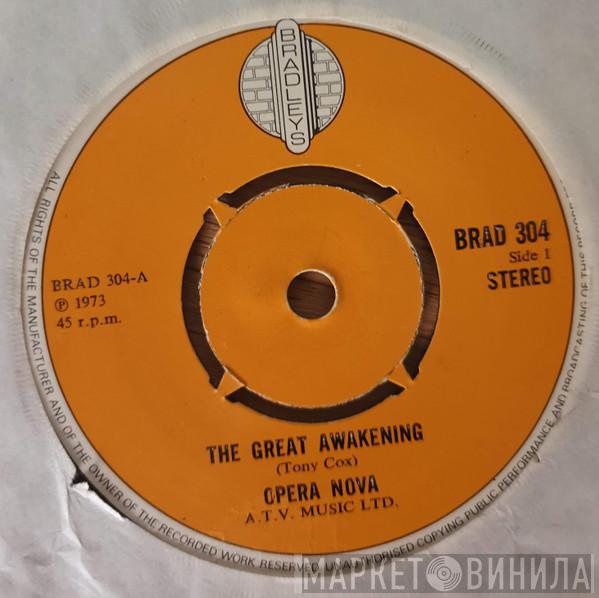 BRADLEYS
BRAD 304
Side 1
STEREO
BRAD 304-A
℗ 1973
45 r.p.m.
THE GREAT AWAKENING
(Tony Cox)
OPERA NOVA
A.T.V. MUSIC LTD.
ALL RIGHTS OF THE MANUFACTURER AND OF THE OWNER OF THE RECORDED WORK RESERVED. UNAUTHORISED COPYING PUBLIC PERFORMANCE AND BROADCASTING OF THIS
МАРКЕТ ВИНИЛА